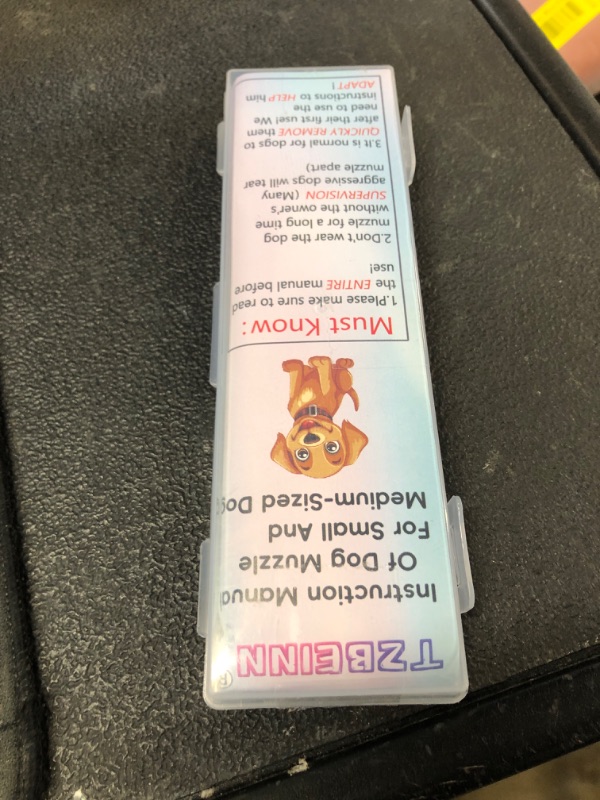 TZBEINN®
Instruction Manual
Of Dog Muzzle
For Small And
Medium-Sized Dog
Must Know:
1.Please make sure to read
the ENTIRE manual before
use!
2.Don't wear the dog
muzzle for a long time
without the owner's
SUPERVISION (Many
aggressive dogs will tear
muzzle apart)
3.It is normal for dogs to
QUICKLY REMOVE them
after their first use! We
need to use the
instructions to HELP him
ADAPT!